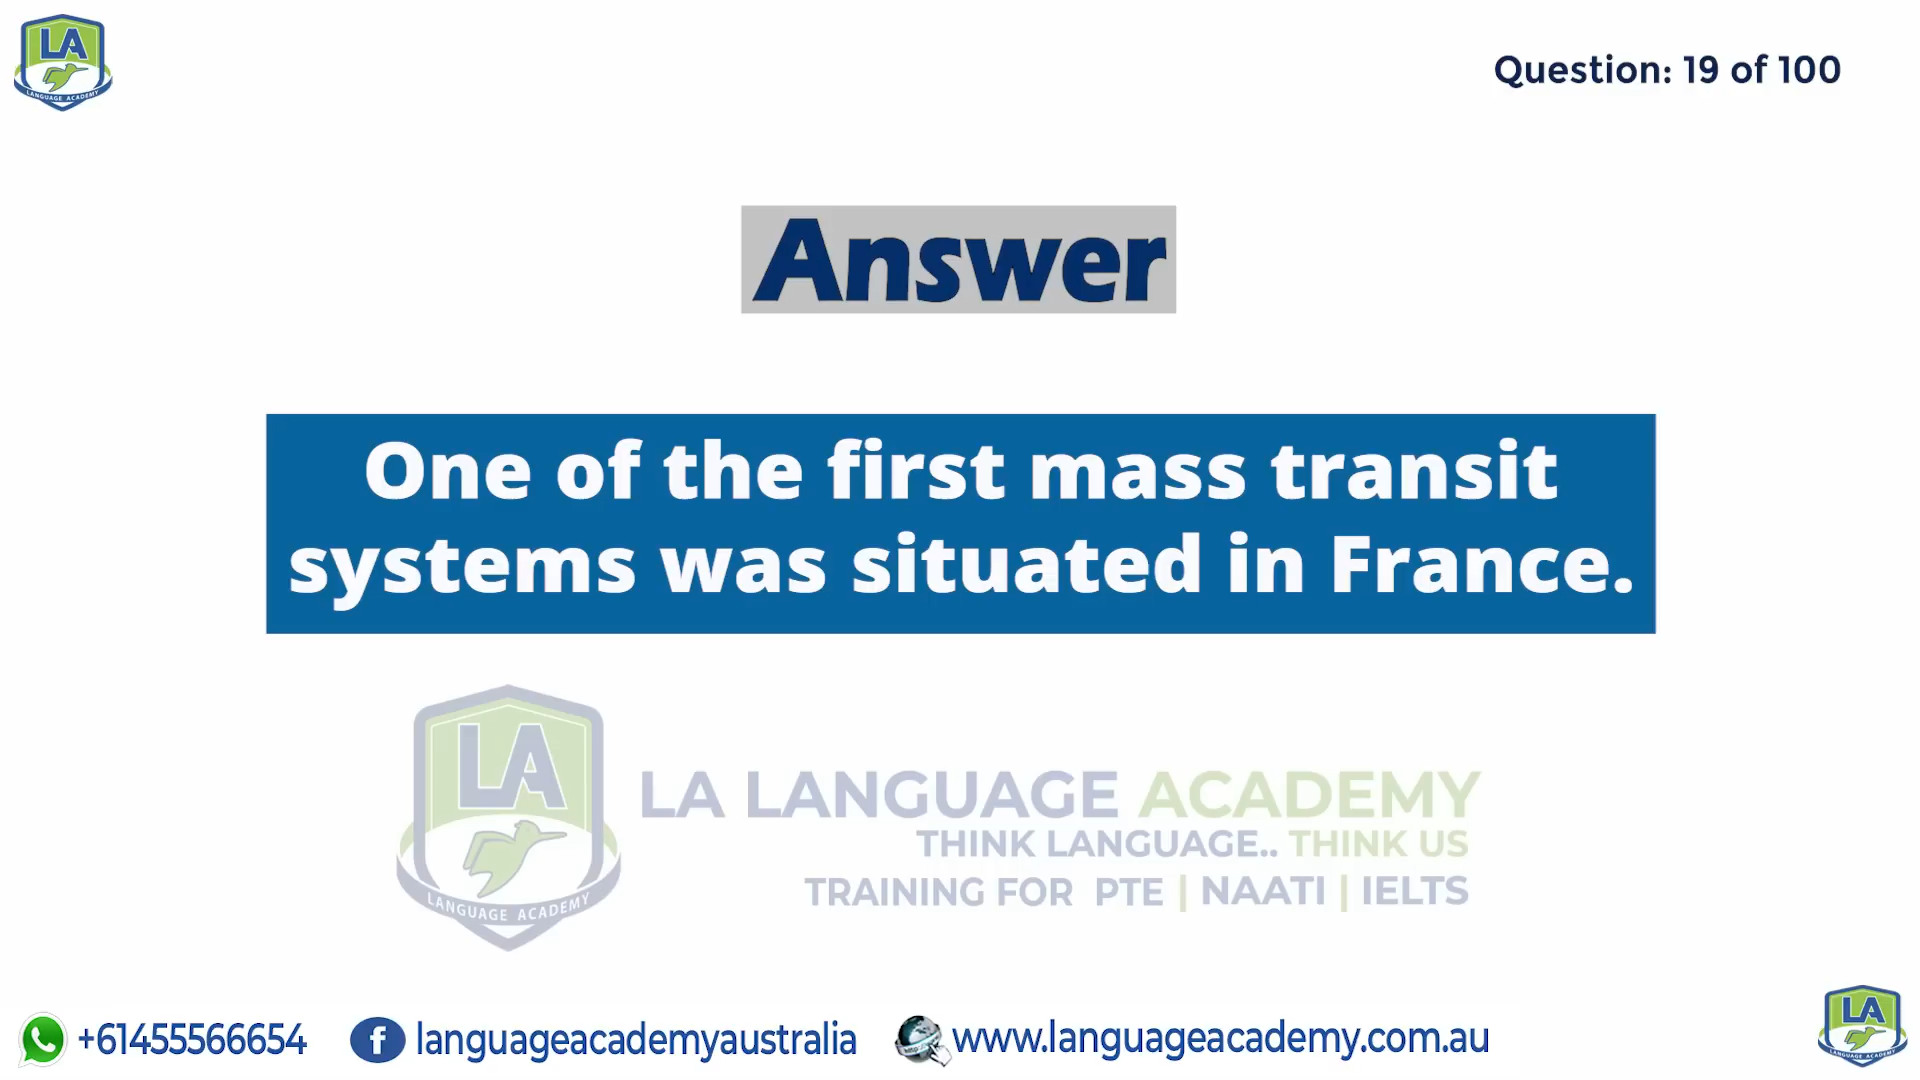 LA
LANGUAGE ACADEMY
Question: 19 of 100
Answer
One of the first mass transit
systems was situated in France.
LA
LANGUAGE ACADEMY
LA LANGUAGE ACADEMY
THINK LANGUAGE.. THINK US
TRAINING FOR PTE | NAATI | IELTS
+61455566654
languageacademyaustralia
www.languageacademy.com.au
LA
LANGUAGE ACADEMY